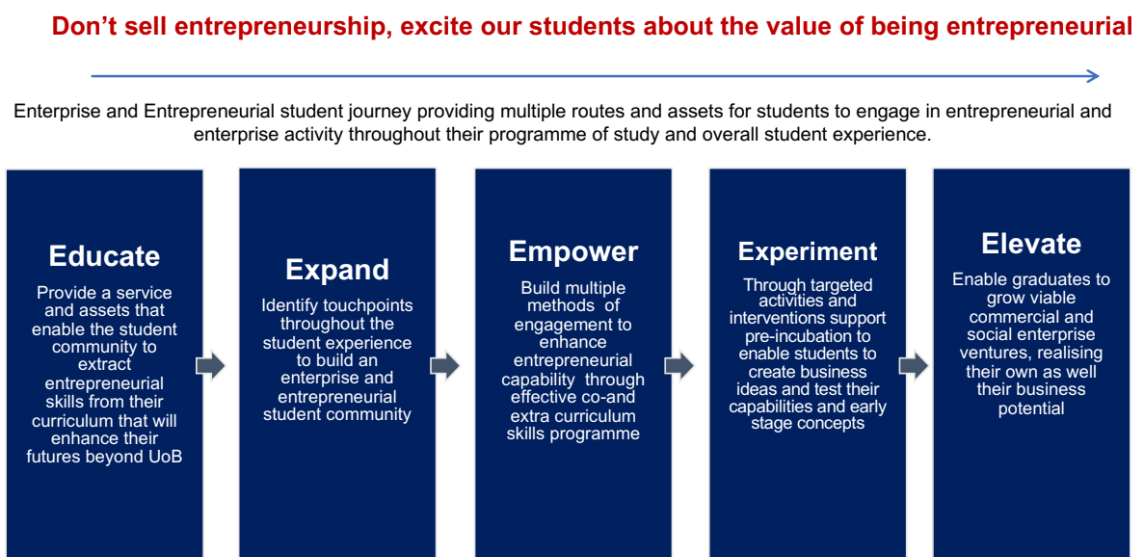 Don’t sell entrepreneurship, excite our students about the value of being entrepreneurial
Enterprise and Entrepreneurial student journey providing multiple routes and assets for students to engage in entrepreneurial and
enterprise activity throughout their programme of study and overall student experience.
Educate
Provide a service
and assets that
enable the student
community to
extract
entrepreneurial
skills from their
curriculum that will
enhance their
futures beyond UoB
Expand
Identify touchpoints
throughout the
student experience
to build an
enterprise and
entrepreneurial
student community
Empower
Build multiple
methods of
engagement to
enhance
entrepreneurial
capability through
effective co-and
extra curriculum
skills programme
Experiment
Through targeted
activities and
interventions support
pre-incubation to
enable students to
create business
ideas and test their
capabilities and early
stage concepts
Elevate
Enable graduates to
grow viable
commercial and
social enterprise
ventures, realising
their own as well
their business
potential